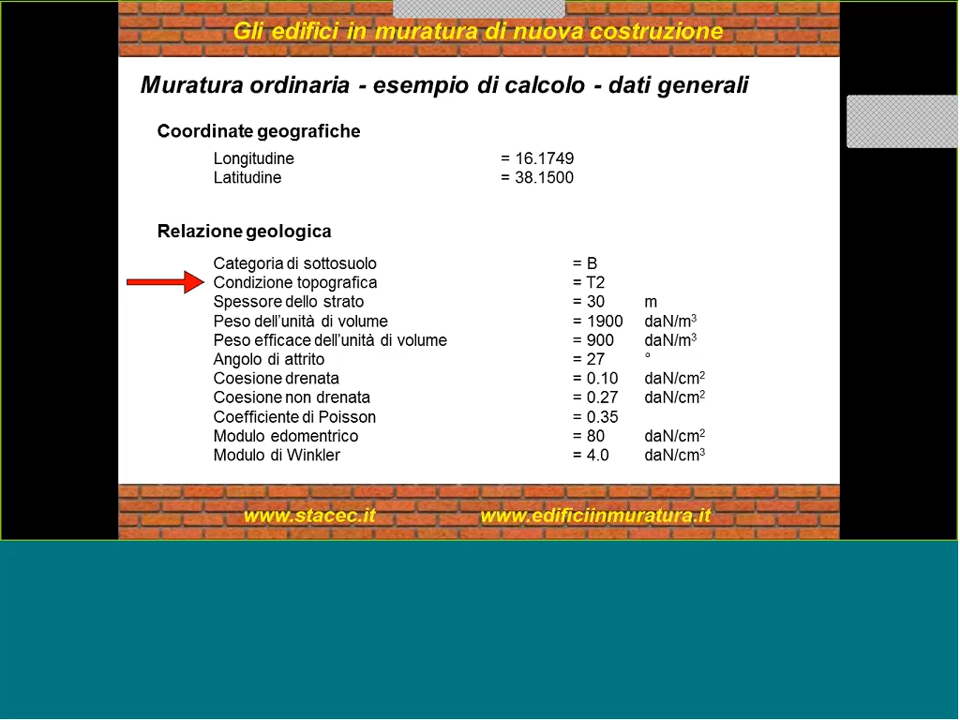 Gli edifici in muratura di nuova costruzione
Muratura ordinaria - esempio di calcolo - dati generali
Coordinate geografiche
Longitudine = 16.1749
Latitudine = 38.1500
Relazione geologica
Categoria di sottosuolo = B
Condizione topografica = T2
Spessore dello strato = 30 m
Peso dell'unità di volume = 1900 daN/m³
Peso efficace dell'unità di volume = 900 daN/m³
Angolo di attrito = 27 °
Coesione drenata = 0.10 daN/cm²
Coesione non drenata = 0.27 daN/cm²
Coefficiente di Poisson = 0.35
Modulo edomentrico = 80 daN/cm²
Modulo di Winkler = 4.0 daN/cm³
www.stacec.it www.edificiinmuratura.it